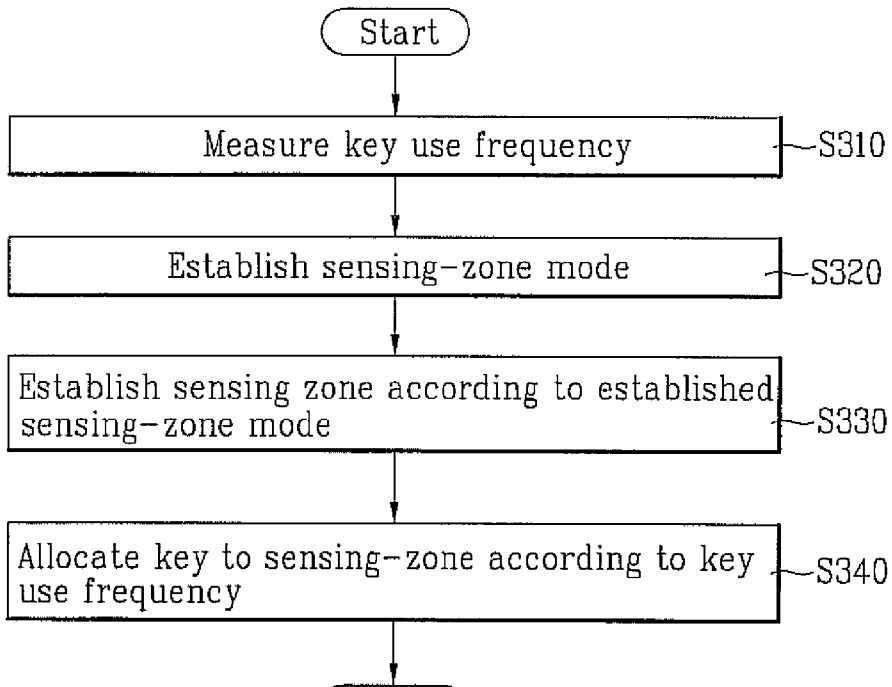 Start
Measure key use frequency
S310
Establish sensing-zone mode
S320
Establish sensing zone according to established
sensing-zone mode
S330
Allocate key to sensing-zone according to key
use frequency
S340